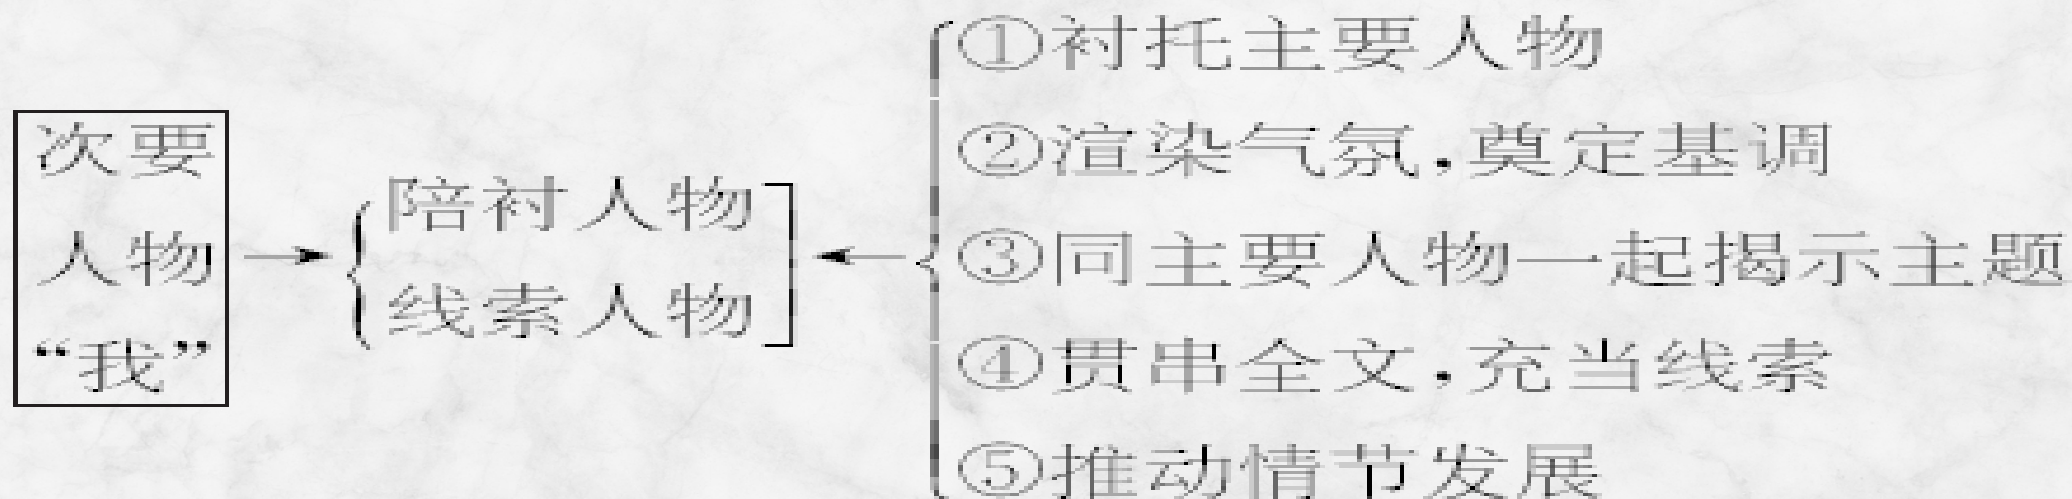 次要
人物
“我”
陪衬人物
线索人物
①衬托主要人物
②渲染气氛,奠定基调
③同主要人物一起揭示主题
④贯串全文,充当线索
⑤推动情节发展